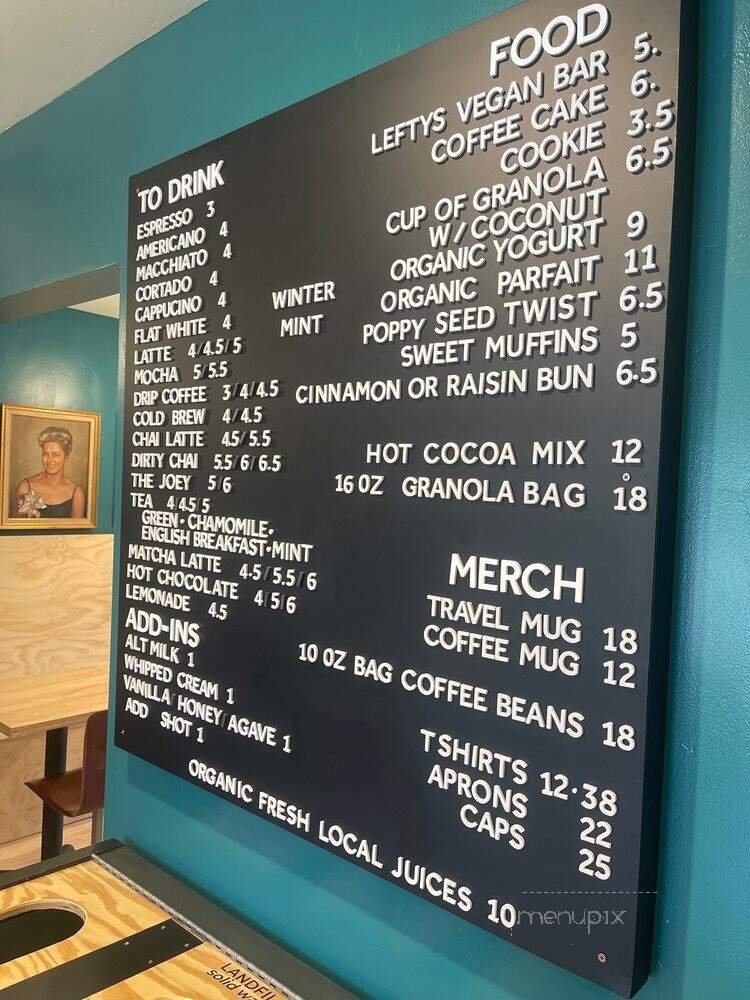 TO DRINK
ESPRESSO 3
AMERICANO 4
MACCHIATO 4
CORTADO 4
CAPPUCINO 4
FLAT WHITE 4
LATTE 4/4.5/5
MOCHA 5/5.5
DRIP COFFEE 3/4/4.5
COLD BREW 4/4.5
CHAI LATTE 4.5/5.5
DIRTY CHAI 5.5/6/6.5
THE JOEY 5/6
TEA 4/4.5/5
GREEN · CHAMOMILE ·
ENGLISH BREAKFAST · MINT
MATCHA LATTE 4.5/5.5/6
HOT CHOCOLATE 4/5/6
LEMONADE 4.5
ADD-INS
ALT MILK 1
WHIPPED CREAM 1
VANILLA/HONEY/AGAVE 1
ADD SHOT 1
WINTER
MINT
FOOD
LEFTYS VEGAN BAR 5.
COFFEE CAKE 6.
COOKIE 3.5
CUP OF GRANOLA 6.5
W/COCONUT
ORGANIC YOGURT 9
ORGANIC PARFAIT 11
POPPY SEED TWIST 6.5
SWEET MUFFINS 5
CINNAMON OR RAISIN BUN 6.5
HOT COCOA MIX 12
16 OZ GRANOLA BAG 18
MERCH
TRAVEL MUG 18
COFFEE MUG 12
10 OZ BAG COFFEE BEANS 18
T SHIRTS 12·38
APRONS 22
CAPS 25
ORGANIC FRESH LOCAL JUICES 10
menupix
LANDFILL
solid